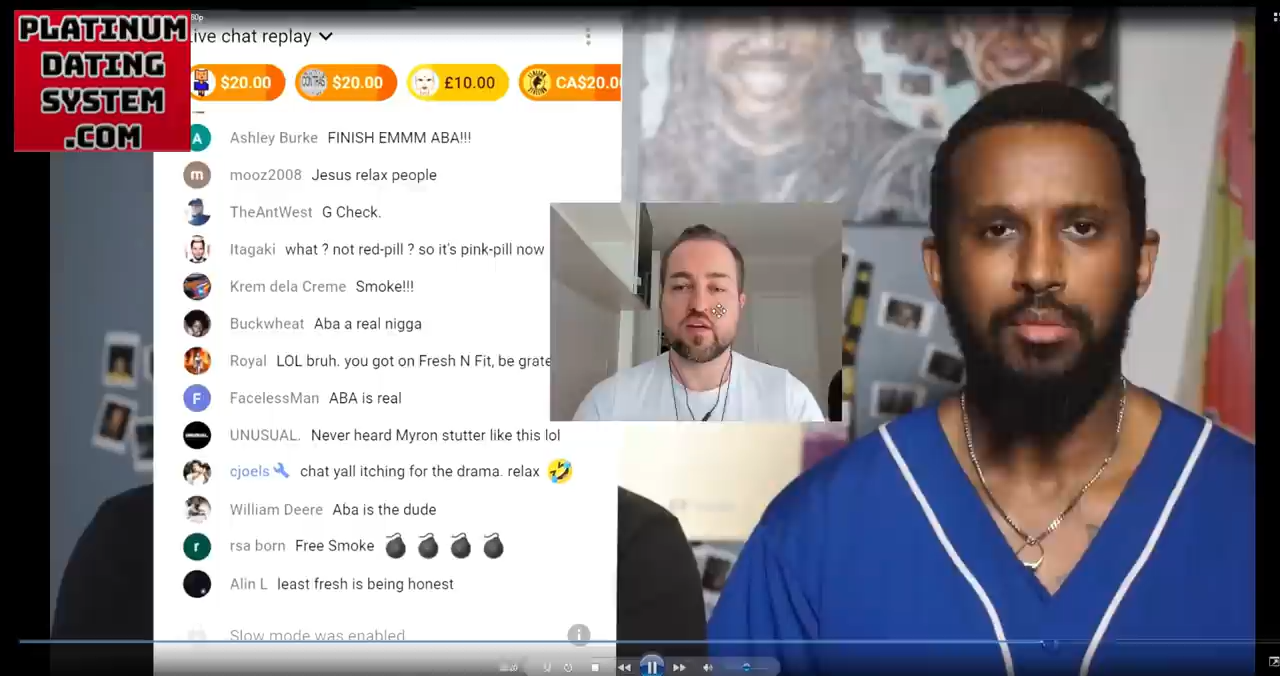 PLATINUM
DATING
SYSTEM
.COM
ive chat replay
$20.00
$20.00
£10.00
CA$20.0
A
Ashley Burke FINISH EMMM ABA!!!
m
mooz2008 Jesus relax people
TheAntWest G Check.
Itagaki what ? not red-pill ? so it's pink-pill now
Krem dela Creme Smoke!!!
Buckwheat Aba a real nigga
Royal LOL bruh. you got on Fresh N Fit, be grate
F
FacelessMan ABA is real
UNUSUAL. Never heard Myron stutter like this lol
cjoels chat yall itching for the drama. relax 🤣
William Deere Aba is the dude
r
rsa born Free Smoke 💣 💣 💣 💣
Alin L least fresh is being honest
Slow mode was enabled